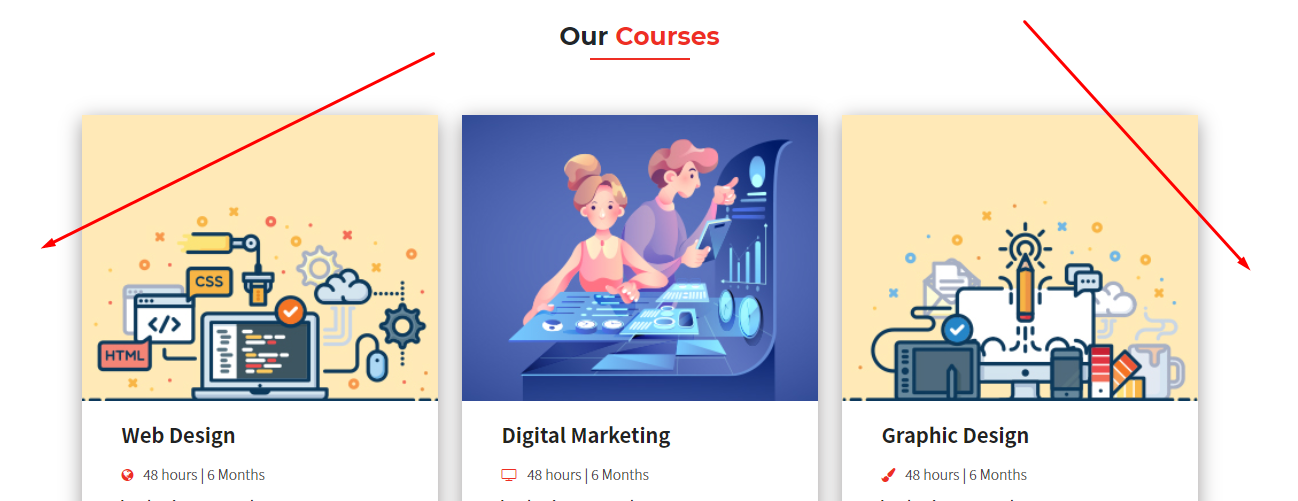 Our Courses
CSS
</>
HTML
Web Design
48 hours | 6 Months
Digital Marketing
48 hours | 6 Months
Graphic Design
48 hours | 6 Months